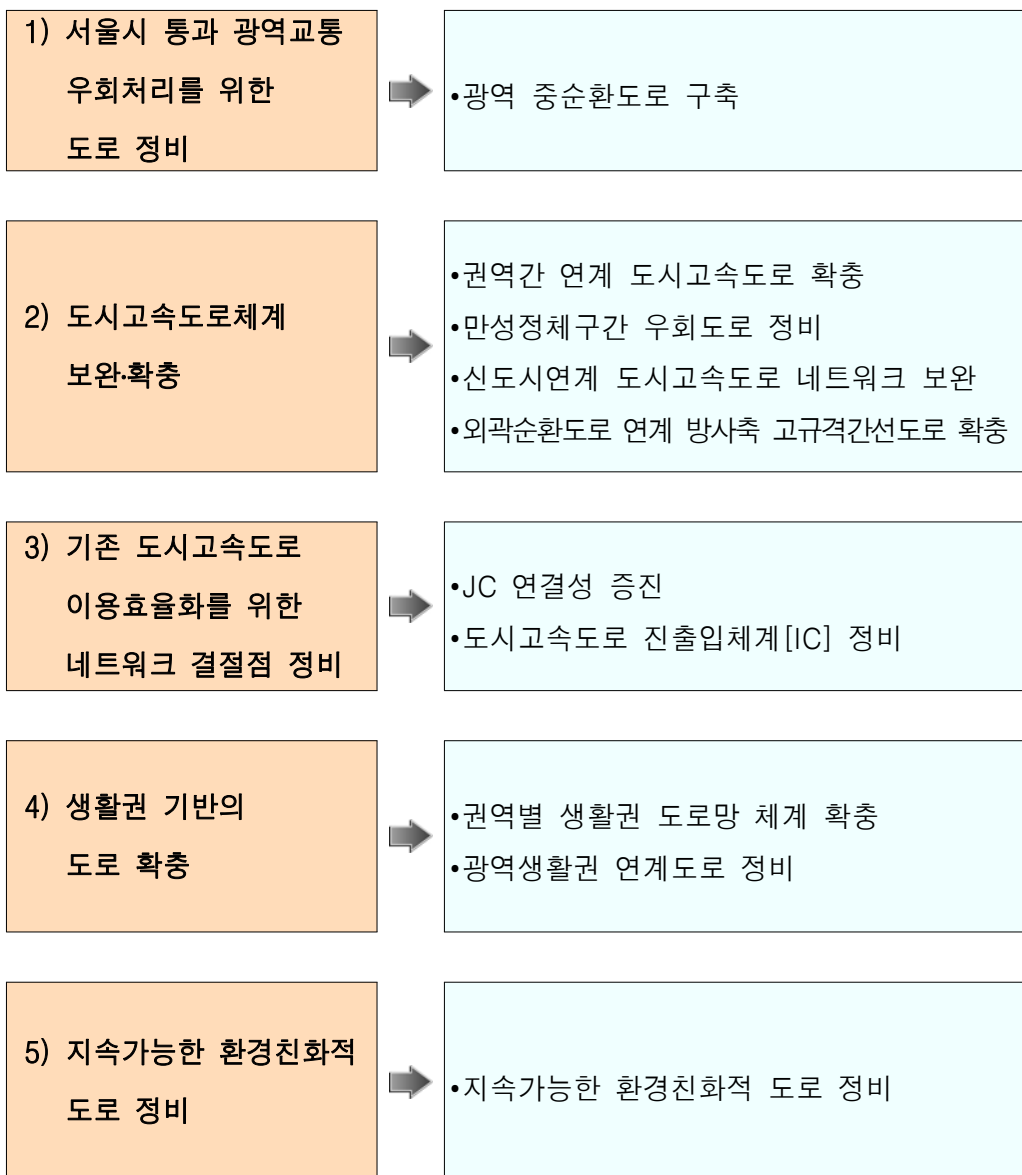 1) 서울시 통과 광역교통
우회처리를 위한
도로 정비
•광역 중순환도로 구축
2) 도시고속도로체계
보완·확충
•권역간 연계 도시고속도로 확충
•만성정체구간 우회도로 정비
•신도시연계 도시고속도로 네트워크 보완
•외곽순환도로 연계 방사축 고규격간선도로 확충
3) 기존 도시고속도로
이용효율화를 위한
네트워크 결절점 정비
•JC 연결성 증진
•도시고속도로 진출입체계[IC] 정비
4) 생활권 기반의
도로 확충
•권역별 생활권 도로망 체계 확충
•광역생활권 연계도로 정비
5) 지속가능한 환경친화적
도로 정비
•지속가능한 환경친화적 도로 정비